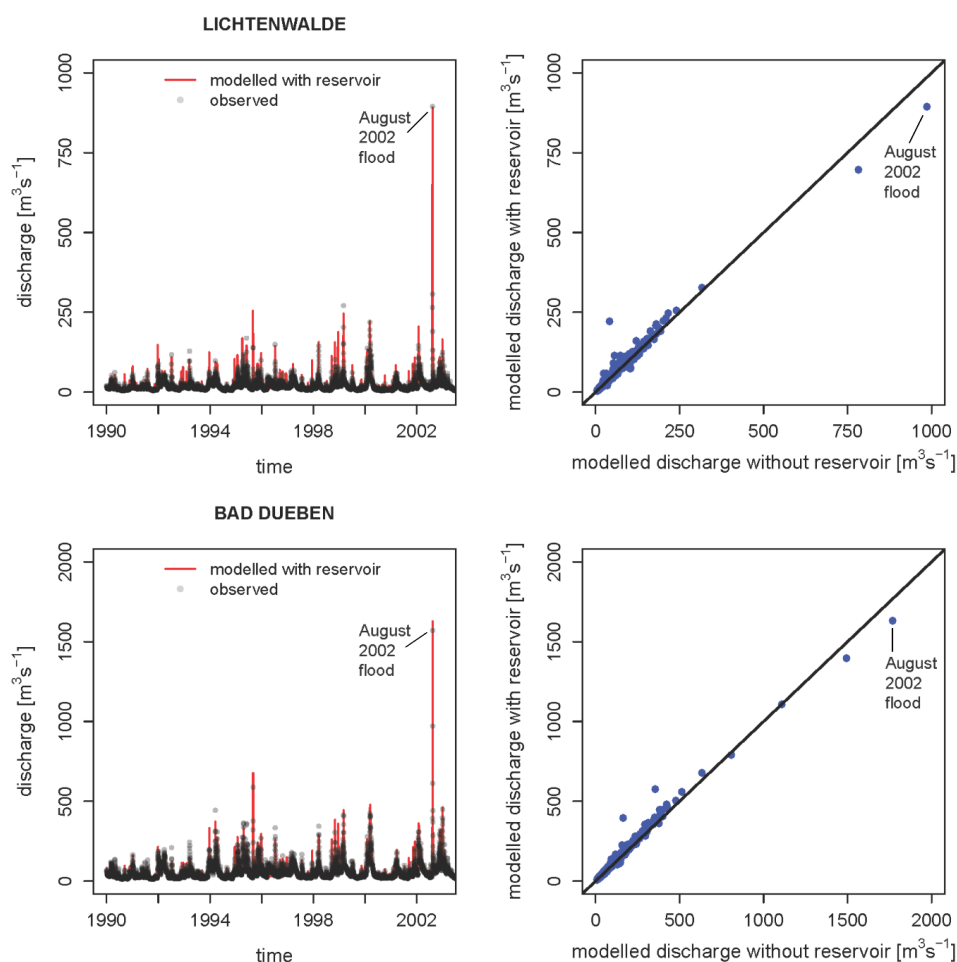 LICHTENWALDE
discharge [m³s⁻¹]
0
250
500
750
1000
modelled with reservoir
observed
August
2002
flood
1990
1994
1998
2002
time
modelled discharge with reservoir [m³s⁻¹]
0
250
500
750
1000
August
2002
flood
0
250
500
750
1000
modelled discharge without reservoir [m³s⁻¹]
BAD DUEBEN
discharge [m³s⁻¹]
0
500
1000
1500
2000
modelled with reservoir
observed
August
2002
flood
1990
1994
1998
2002
time
modelled discharge with reservoir [m³s⁻¹]
0
500
1000
1500
2000
August
2002
flood
0
500
1000
1500
2000
modelled discharge without reservoir [m³s⁻¹]